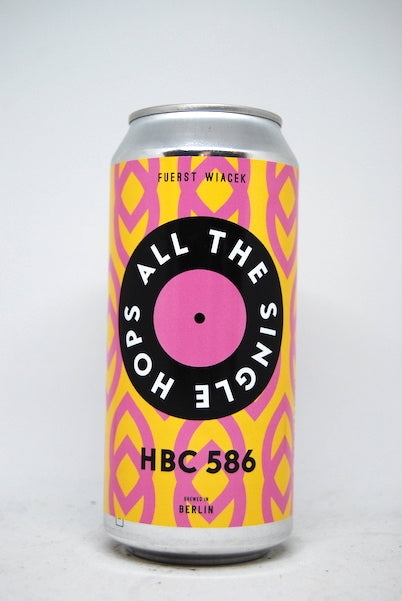 FUERST WIACEK
ALL THE SINGLE HOPS
HBC 586
BREWED IN
BERLIN